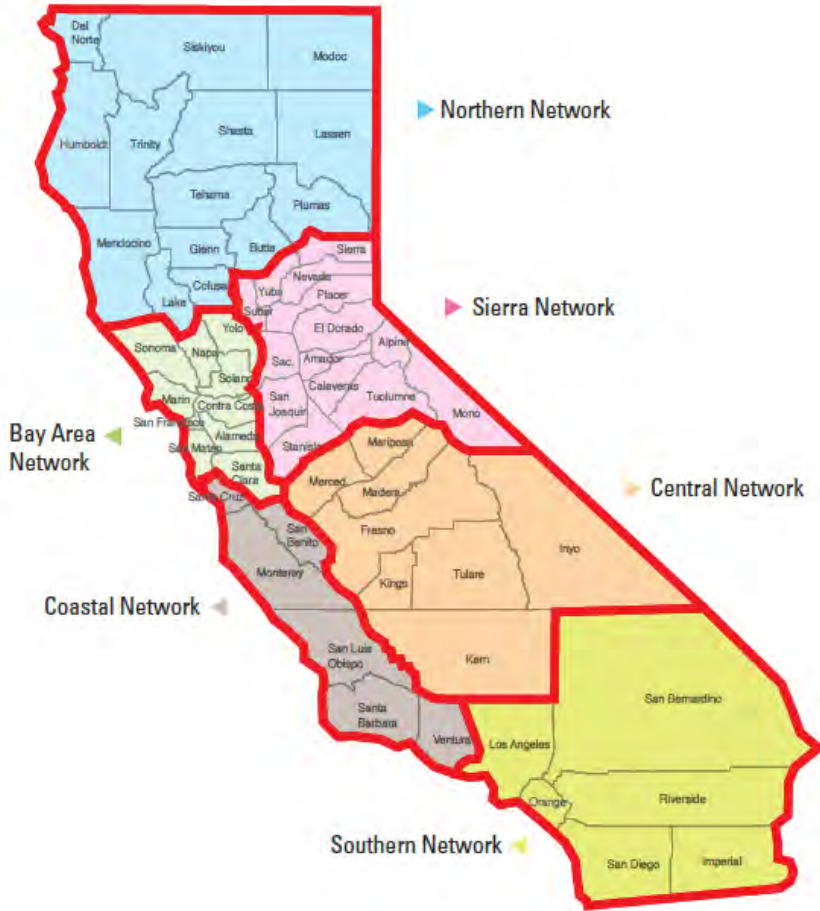 Del
Norte
Siskiyou
Modoc
Northern Network
Humboldt
Trinity
Shasta
Lassen
Tehama
Plumas
Mendocino
Glenn
Butte
Sierra
Colusa
Nevada
Yuba
Placer
Lake
Sutter
Sierra Network
Yolo
El Dorado
Sonoma
Napa
Alpine
Sac.
Amador
Solano
Calaveras
Marin
Contra Costa
San
Joaquin
Tuolumne
Mono
San Francisco
Alameda
Bay Area
Network
San Mateo
Stanisla
Mariposa
Santa
Clara
Merced
Madera
Central Network
Santa Cruz
San
Benito
Fresno
Inyo
Monterey
Kings
Tulare
Coastal Network
San Luis
Obispo
Kern
San Bernardino
Santa
Barbara
Ventura
Los Angeles
Orange
Riverside
Southern Network
San Diego
Imperial